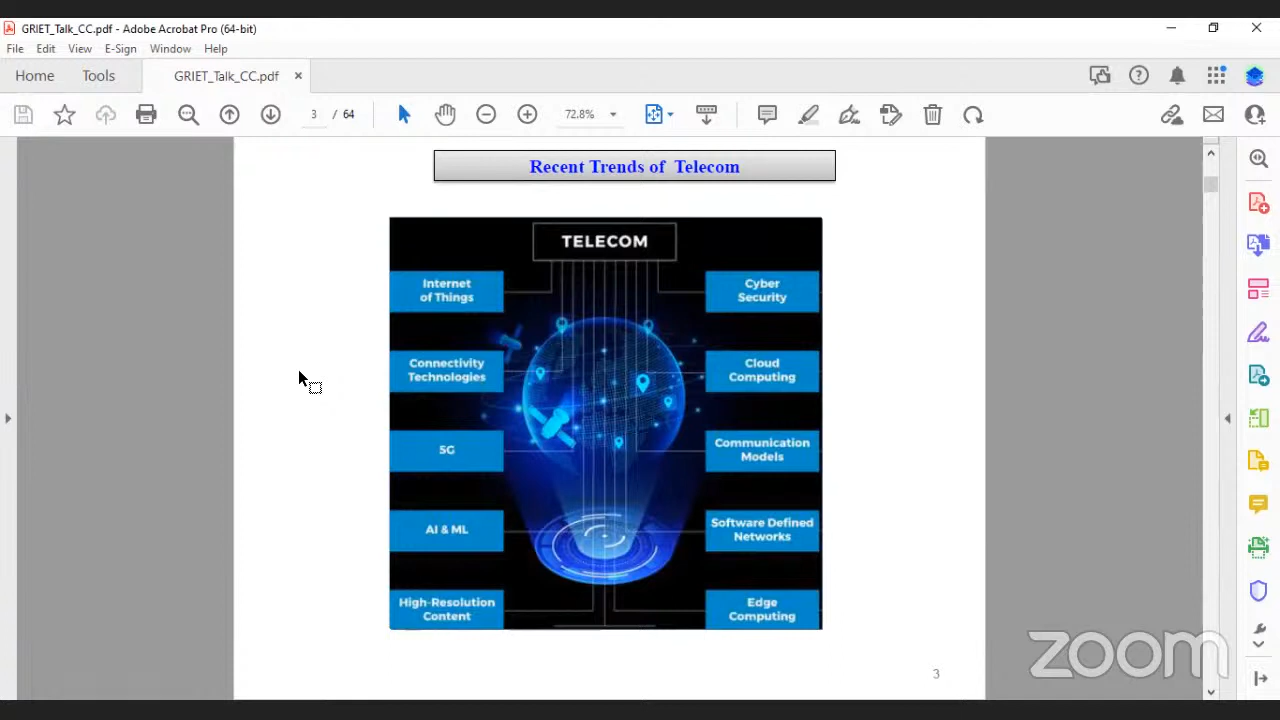 GRIET_Talk_CC.pdf - Adobe Acrobat Pro (64-bit)
File Edit View E-Sign Window Help
Home Tools GRIET_Talk_CC.pdf
3 / 64 72.8%
Recent Trends of Telecom
TELECOM
Internet
of Things
Cyber
Security
Connectivity
Technologies
Cloud
Computing
5G
Communication
Models
AI & ML
Software Defined
Networks
High-Resolution
Content
Edge
Computing
3
zoom